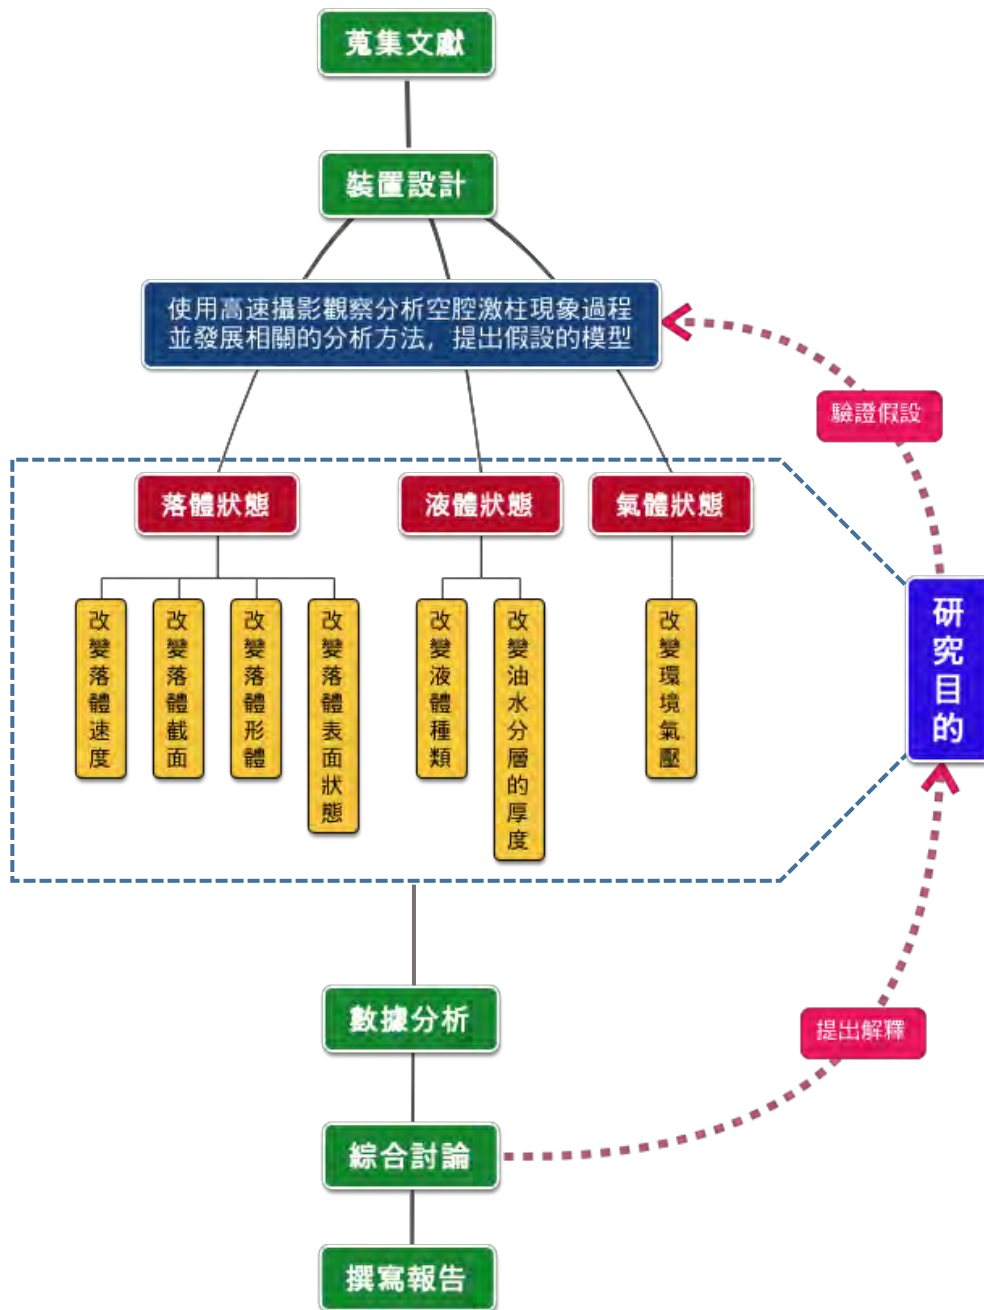 蒐集文獻
裝置設計
使用高速攝影觀察分析空腔激柱現象過程
並發展相關的分析方法，提出假設的模型
驗證假設
落體狀態
液體狀態
氣體狀態
改變落體速度
改變落體截面
改變落體形體
改變落體表面狀態
改變液體種類
改變油水分層的厚度
改變環境氣壓
研究目的
數據分析
提出解釋
綜合討論
撰寫報告